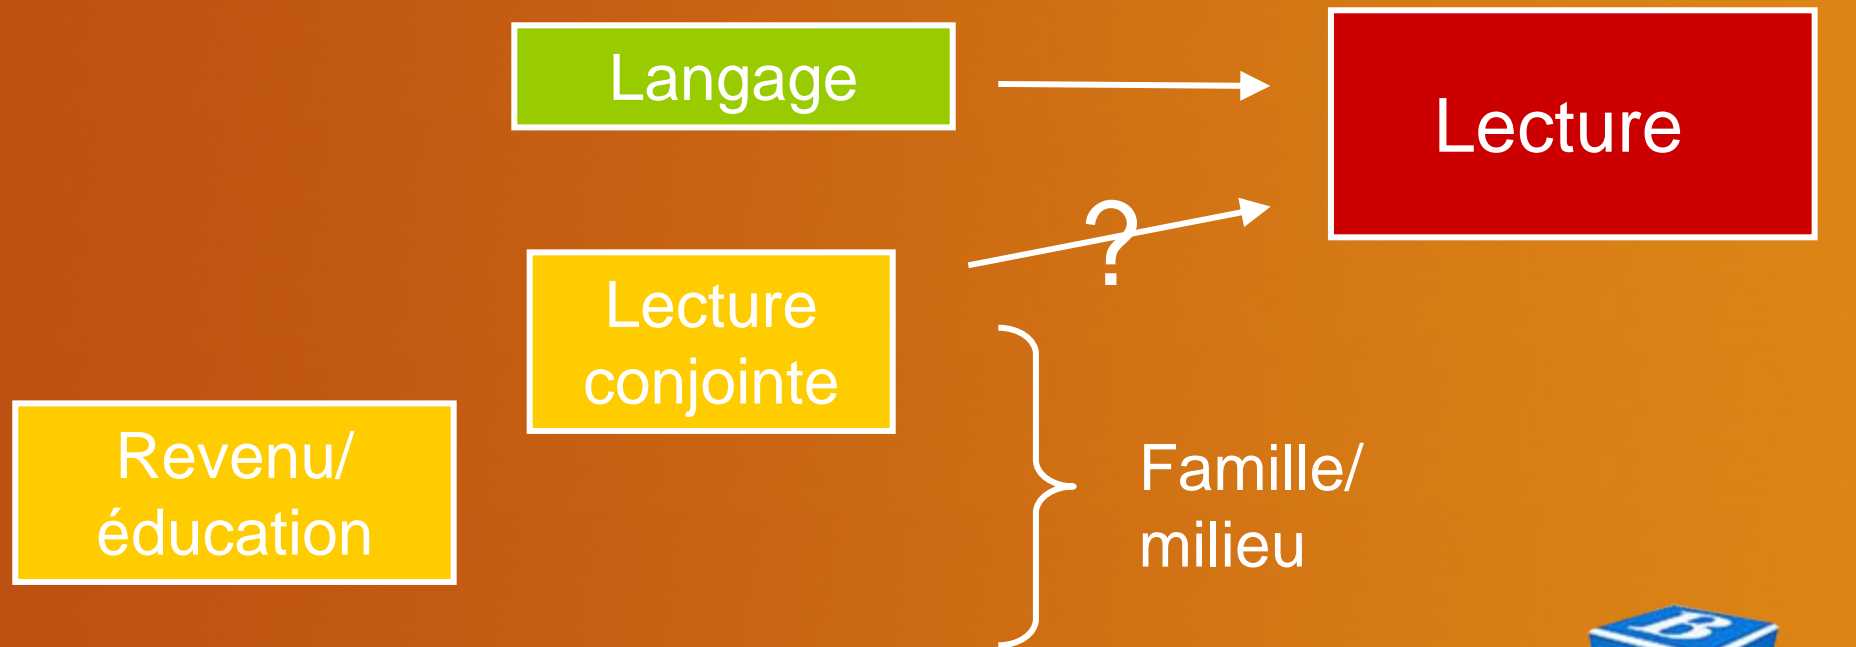 Langage
Lecture
?
Lecture
conjointe
Revenu/
éducation
Famille/
milieu
B